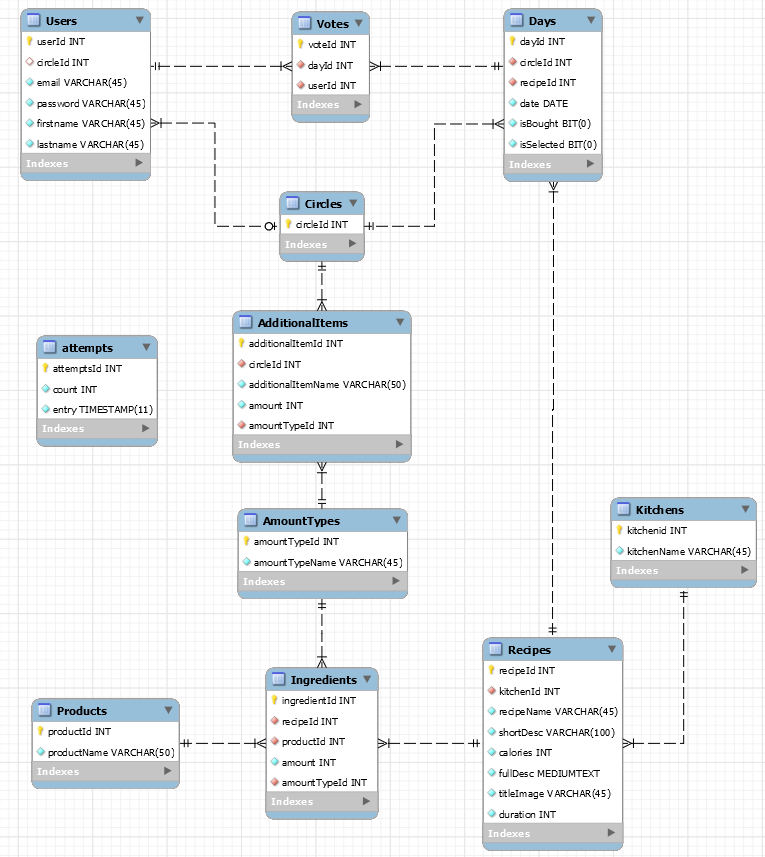 Users
userId INT
circleId INT
email VARCHAR(45)
password VARCHAR(45)
firstname VARCHAR(45)
lastname VARCHAR(45)
Indexes
Votes
voteId INT
dayId INT
userId INT
Indexes
Days
dayId INT
circleId INT
recipeId INT
date DATE
isBought BIT(0)
isSelected BIT(0)
Indexes
Circles
circleId INT
Indexes
AdditionalItems
additionalItemId INT
circleId INT
additionalItemName VARCHAR(50)
amount INT
amountTypeId INT
Indexes
attempts
attemptsId INT
count INT
entry TIMESTAMP(11)
Indexes
AmountTypes
amountTypeId INT
amountTypeName VARCHAR(45)
Indexes
Kitchens
kitchenid INT
kitchenName VARCHAR(45)
Indexes
Products
productId INT
productName VARCHAR(50)
Indexes
Ingredients
ingredientId INT
recipeId INT
productId INT
amount INT
amountTypeId INT
Indexes
Recipes
recipeId INT
kitchenId INT
recipeName VARCHAR(45)
shortDesc VARCHAR(100)
calories INT
fullDesc MEDIUMTEXT
titleImage VARCHAR(45)
duration INT
Indexes